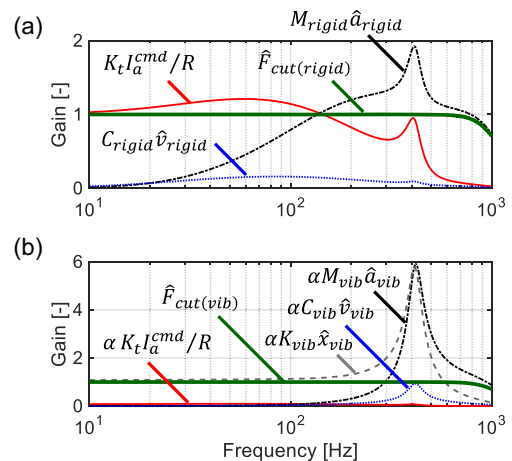 (a)
M_rigid â_rigid
K_t I_a^cmd/R
F̂_cut(rigid)
C_rigid v̂_rigid
Gain [-]
2
1
0
10^1
10^2
10^3
(b)
αM_vib â_vib
F̂_cut(vib)
αC_vib v̂_vib
α K_t I_a^cmd/R
αK_vib x̂_vib
Gain [-]
6
4
2
0
10^1
10^2
10^3
Frequency [Hz]